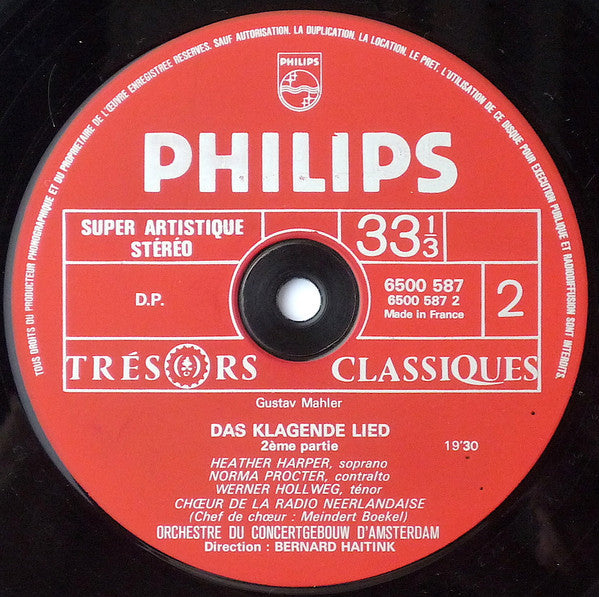 TOUS DROITS DU PRODUCTEUR PHONOGRAPHIQUE ET DU PROPRIETAIRE DE L'ŒUVRE ENREGISTREE RESERVES. SAUF AUTORISATION. LA DUPLICATION, LA LOCATION, LE PRET, L'UTILISATION DE CE DISQUE POUR EXECUTION PUBLIQUE ET RADIODIFFUSION SONT INTERDITS.
PHILIPS
PHILIPS
SUPER ARTISTIQUE
STÉRÉO
33⅓
D.P.
6500 587
6500 587 2
Made in France
2
TRÉSORS CLASSIQUES
Gustav Mahler
DAS KLAGENDE LIED
2ème partie
19'30
HEATHER HARPER, soprano
NORMA PROCTER, contralto
WERNER HOLLWEG, ténor
CHŒUR DE LA RADIO NEERLANDAISE
(Chef de chœur : Meindert Boekel)
ORCHESTRE DU CONCERTGEBOUW D'AMSTERDAM
Direction : BERNARD HAITINK